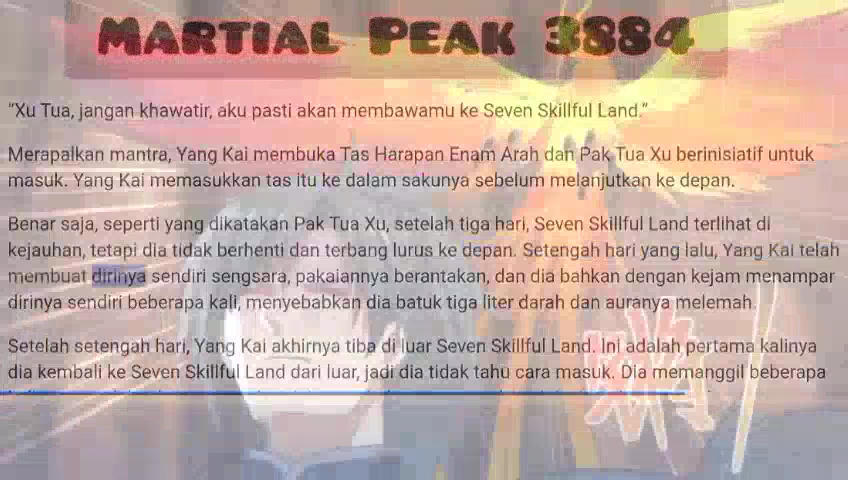 MARTIAL PEAK 3884
"Xu Tua, jangan khawatir, aku pasti akan membawamu ke Seven Skillful Land."
Merapalkan mantra, Yang Kai membuka Tas Harapan Enam Arah dan Pak Tua Xu berinisiatif untuk
masuk. Yang Kai memasukkan tas itu ke dalam sakunya sebelum melanjutkan ke depan.
Benar saja, seperti yang dikatakan Pak Tua Xu, setelah tiga hari, Seven Skillful Land terlihat di
kejauhan, tetapi dia tidak berhenti dan terbang lurus ke depan. Setengah hari yang lalu, Yang Kai telah
membuat dirinya sendiri sengsara, pakaiannya berantakan, dan dia bahkan dengan kejam menampar
dirinya sendiri beberapa kali, menyebabkan dia batuk tiga liter darah dan auranya melemah.
Setelah setengah hari, Yang Kai akhirnya tiba di luar Seven Skillful Land. Ini adalah pertama kalinya
dia kembali ke Seven Skillful Land dari luar, jadi dia tidak tahu cara masuk. Dia memanggil beberapa